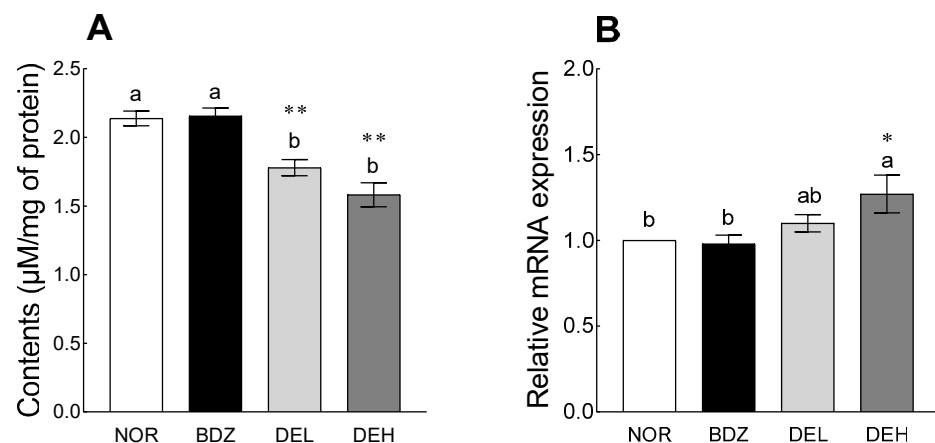 A
Contents (μM/mg of protein)
2.5
2.0
1.5
1.0
0.5
0.0
a
a
**
b
**
b
NOR BDZ DEL DEH
B
Relative mRNA expression
2.0
1.5
1.0
0.5
0.0
b
b
ab
*
a
NOR BDZ DEL DEH